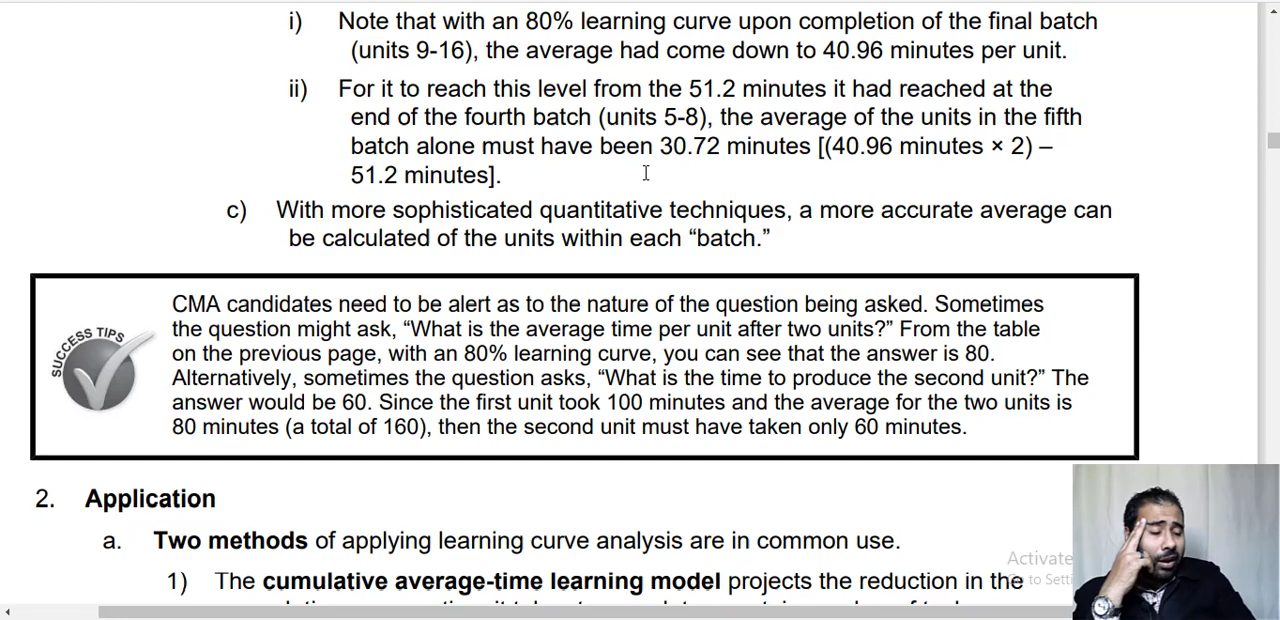 i) Note that with an 80% learning curve upon completion of the final batch
(units 9-16), the average had come down to 40.96 minutes per unit.
ii) For it to reach this level from the 51.2 minutes it had reached at the
end of the fourth batch (units 5-8), the average of the units in the fifth
batch alone must have been 30.72 minutes [(40.96 minutes × 2) –
51.2 minutes].
c) With more sophisticated quantitative techniques, a more accurate average can
be calculated of the units within each “batch.”
SUCCESS TIPS
CMA candidates need to be alert as to the nature of the question being asked. Sometimes
the question might ask, “What is the average time per unit after two units?” From the table
on the previous page, with an 80% learning curve, you can see that the answer is 80.
Alternatively, sometimes the question asks, “What is the time to produce the second unit?” The
answer would be 60. Since the first unit took 100 minutes and the average for the two units is
80 minutes (a total of 160), then the second unit must have taken only 60 minutes.
2. Application
a. Two methods of applying learning curve analysis are in common use.
Activate
1) The cumulative average-time learning model projects the reduction in the
to Setti